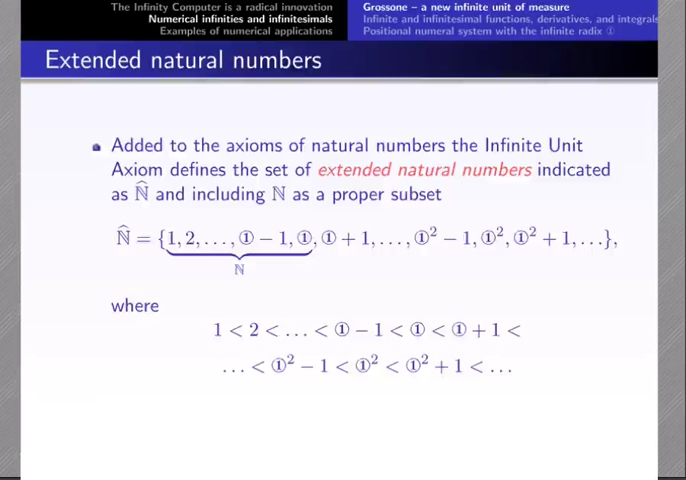 The Infinity Computer is a radical innovation
Numerical infinities and infinitesimals
Examples of numerical applications
Grossone – a new infinite unit of measure
Infinite and infinitesimal functions, derivatives, and integrals
Positional numeral system with the infinite radix ①
Extended natural numbers
Added to the axioms of natural numbers the Infinite Unit
Axiom defines the set of extended natural numbers indicated
as ℕ̂ and including ℕ as a proper subset
ℕ̂ = {1, 2, . . . , ① − 1, ①, ① + 1, . . . , ①² − 1, ①², ①² + 1, . . .},
ℕ
where
1 < 2 < . . . < ① − 1 < ① < ① + 1 <
. . . < ①² − 1 < ①² < ①² + 1 < . . .